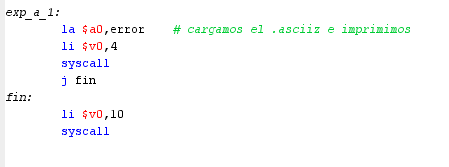 exp_a_1:
la $a0,error # cargamos el .asciiz e imprimimos
li $v0,4
syscall
j fin
fin:
li $v0,10
syscall